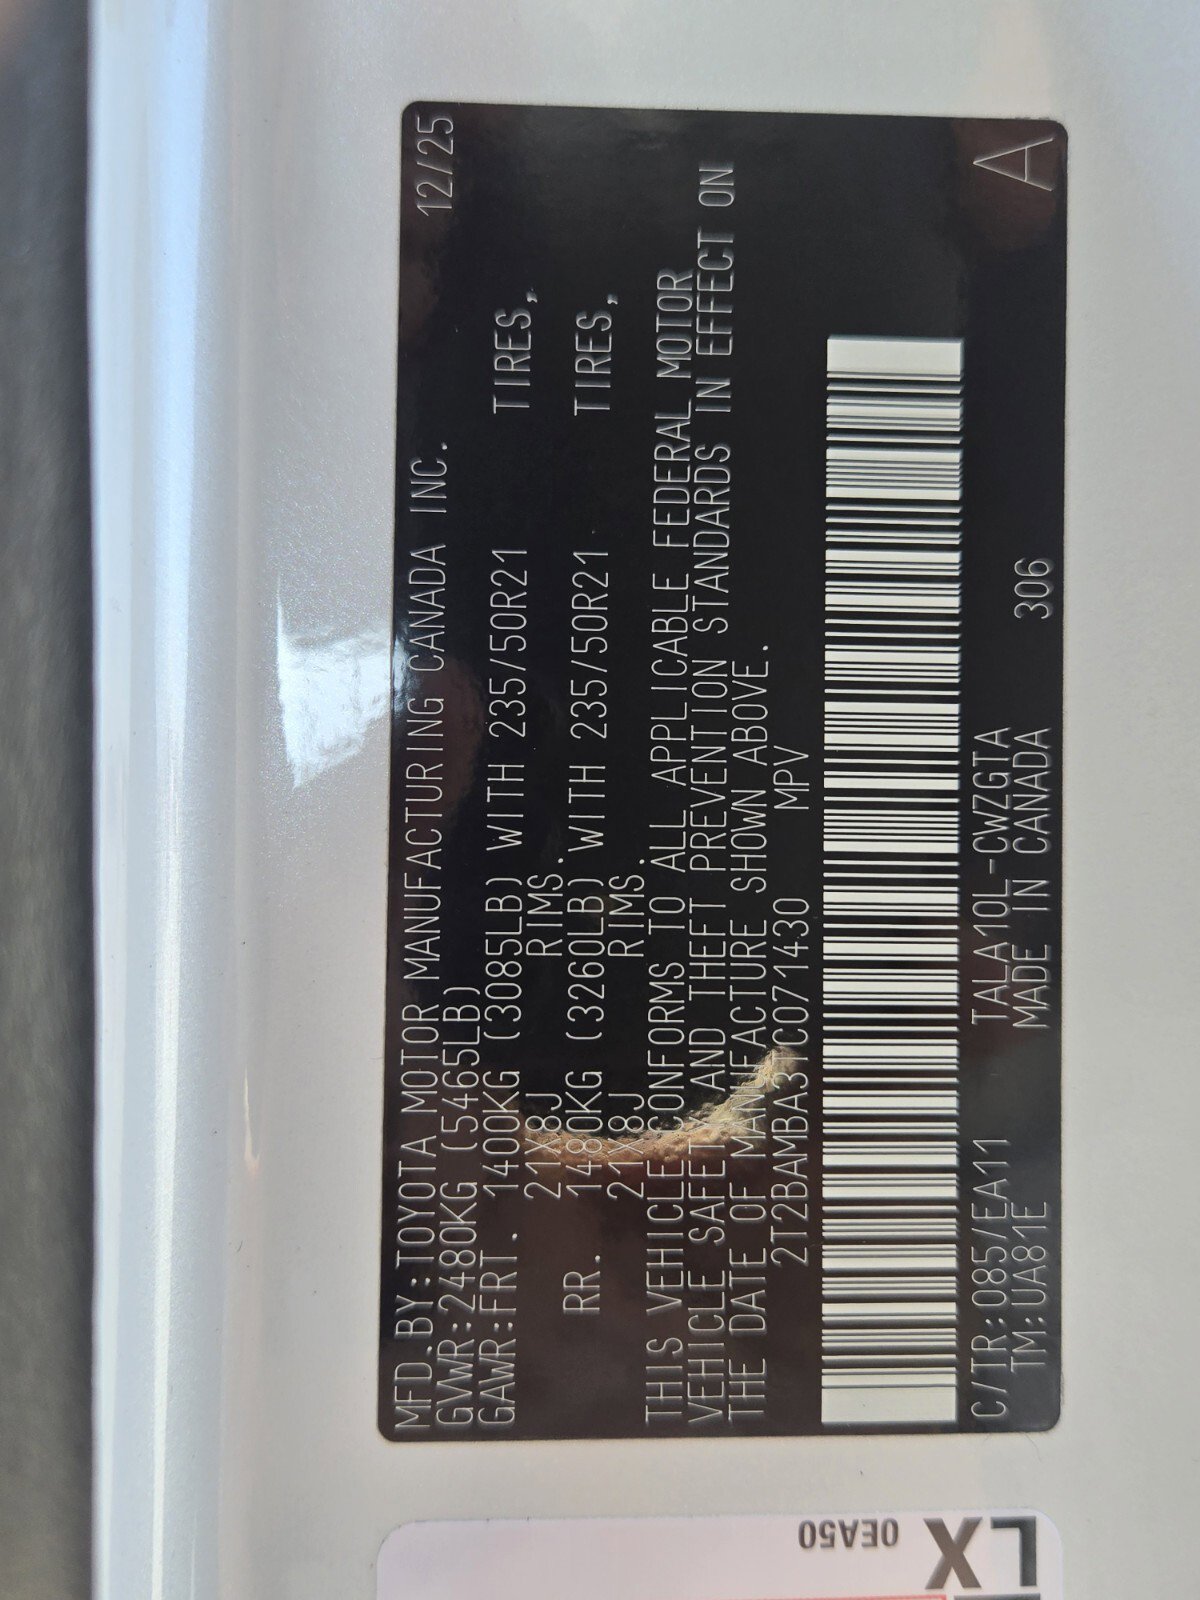 MFD.BY:TOYOTA MOTOR MANUFACTURING CANADA INC. 12/25
GVWR:2480KG (5465LB)
GAWR:FRT. 1400KG (3085LB) WITH 235/50R21 TIRES,
21X8J RIMS.
RR. 1480KG (3260LB) WITH 235/50R21 TIRES,
21X8J RIMS.
THIS VEHICLE CONFORMS TO ALL APPLICABLE FEDERAL MOTOR
VEHICLE SAFETY AND THEFT PREVENTION STANDARDS IN EFFECT ON
THE DATE OF MANUFACTURE SHOWN ABOVE.
2T2BAMBA3TC071430 MPV
C/TR:085/EA11 TALA10L-CWZGTA A
TM:UA81E MADE IN CANADA 306
0EA50
LX